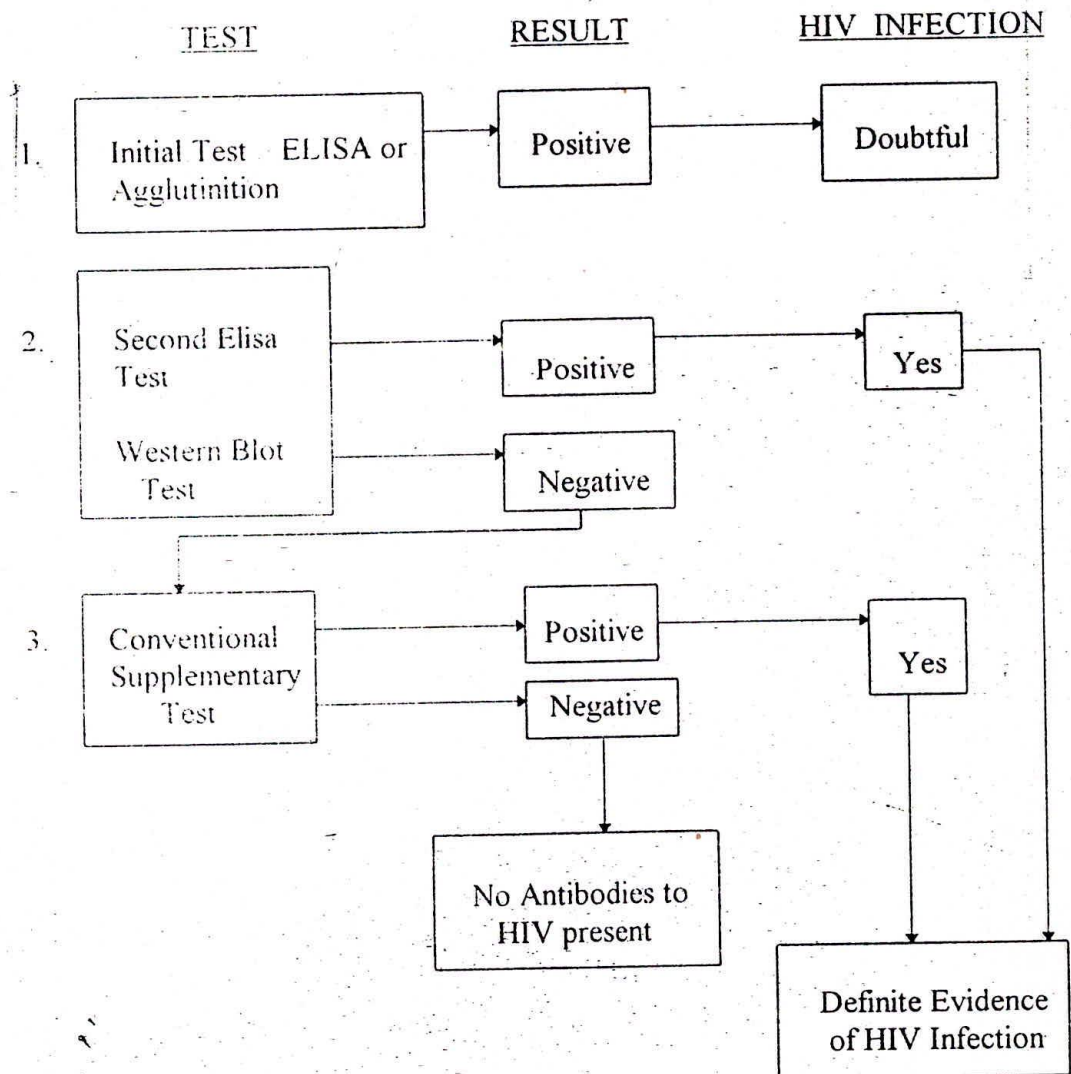 TEST RESULT HIV INFECTION
1. Initial Test ELISA or
Agglutinition
Positive
Doubtful
2. Second Elisa
Test
Positive
Yes
Western Blot
Test
Negative
3. Conventional
Supplementary
Test
Positive
Yes
Negative
No Antibodies to
HIV present
Definite Evidence
of HIV Infection